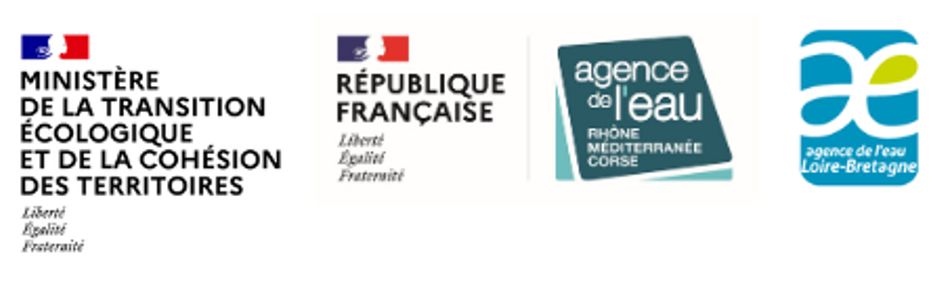 MINISTÈRE
DE LA TRANSITION
ÉCOLOGIQUE
ET DE LA COHÉSION
DES TERRITOIRES
Liberté
Égalité
Fraternité
RÉPUBLIQUE
FRANÇAISE
Liberté
Égalité
Fraternité
agence
de l'eau
RHÔNE
MÉDITERRANÉE
CORSE
æ
agence de l'eau
Loire-Bretagne